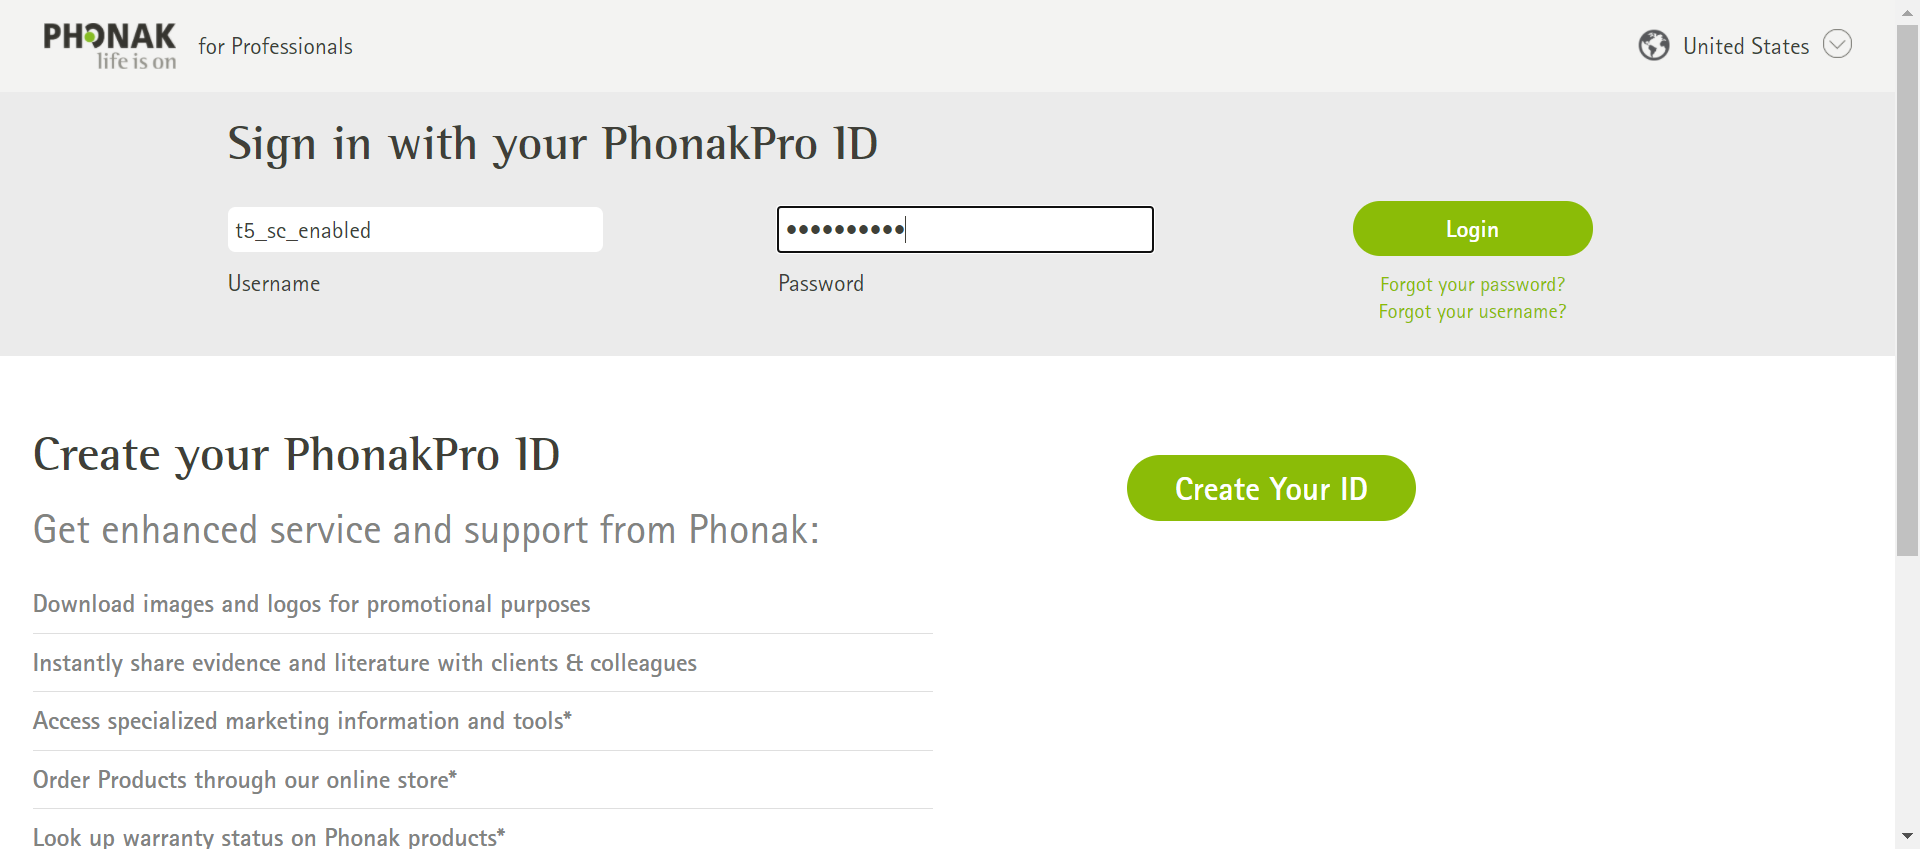 PHONAK
life is on
for Professionals
United States
Sign in with your PhonakPro ID
t5_sc_enabled
••••••••••
Login
Username
Password
Forgot your password?
Forgot your username?
Create your PhonakPro ID
Create Your ID
Get enhanced service and support from Phonak:
Download images and logos for promotional purposes
Instantly share evidence and literature with clients & colleagues
Access specialized marketing information and tools*
Order Products through our online store*
Look up warranty status on Phonak products*